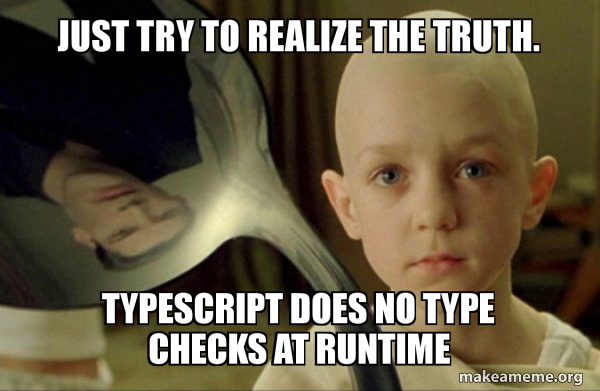 JUST TRY TO REALIZE THE TRUTH.
TYPESCRIPT DOES NO TYPE
CHECKS AT RUNTIME
makeameme.org